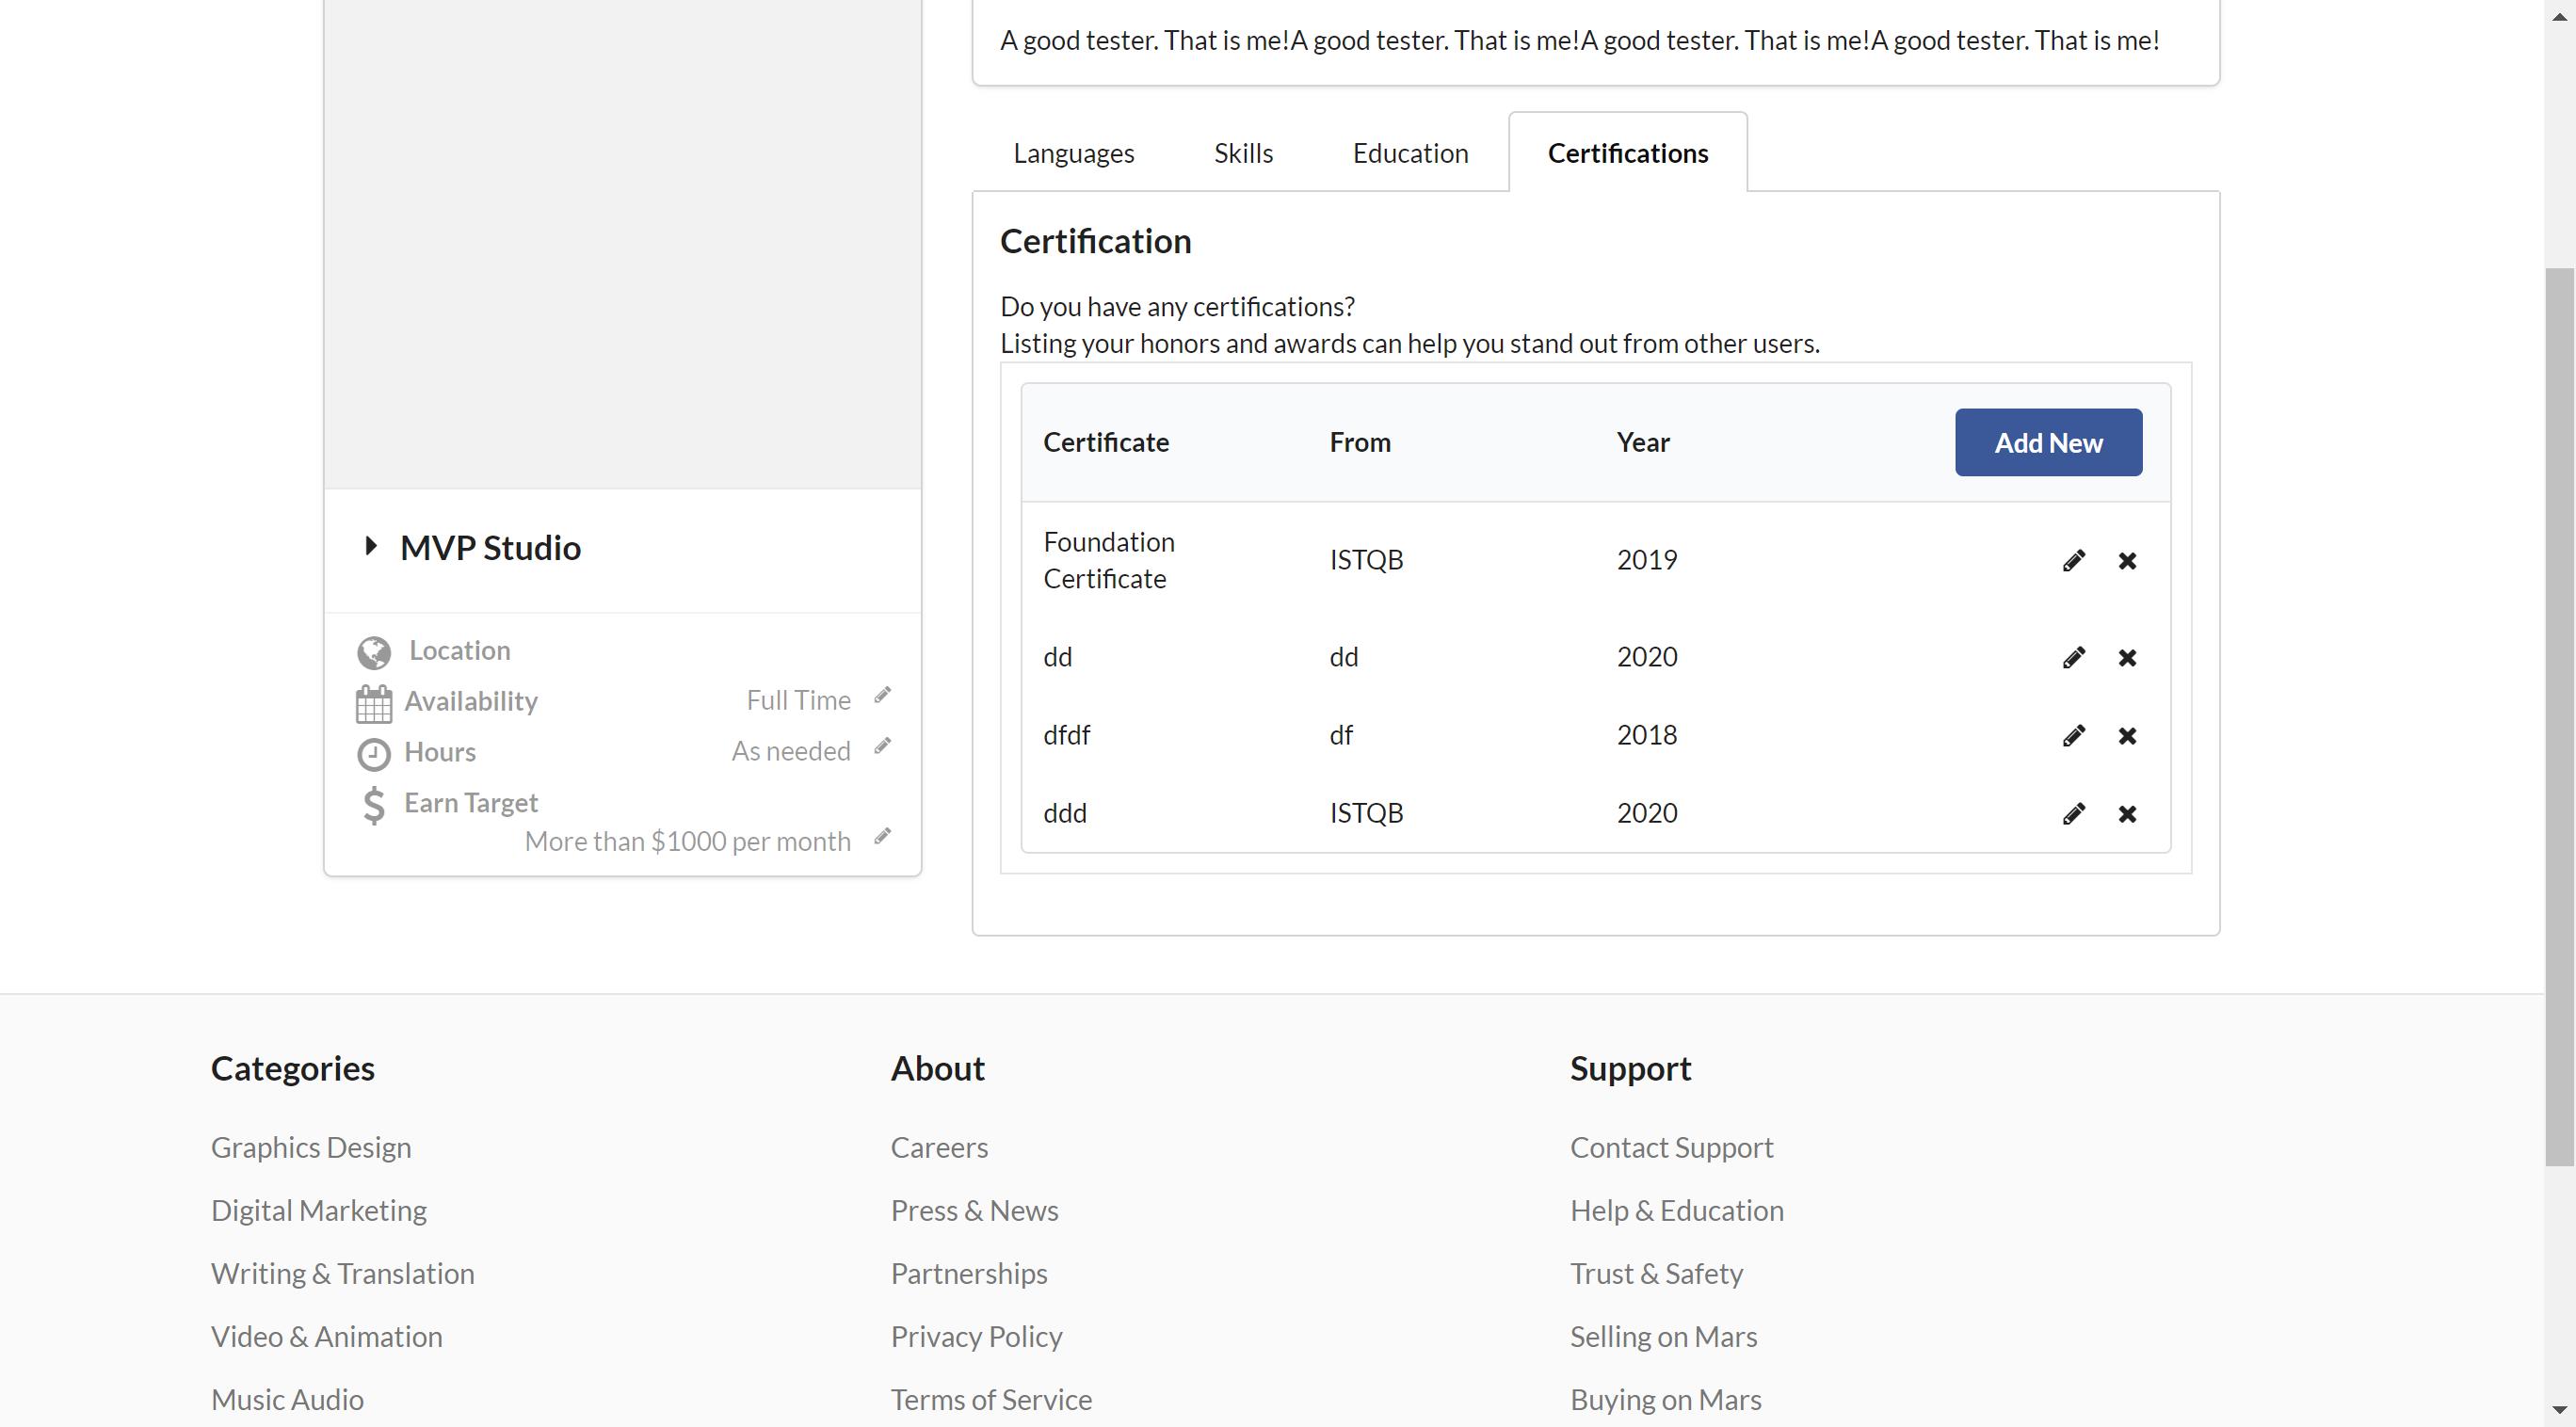 A good tester. That is me!A good tester. That is me!A good tester. That is me!A good tester. That is me!
Languages Skills Education Certifications
Certification
Do you have any certifications?
Listing your honors and awards can help you stand out from other users.
Certificate From Year Add New
Foundation
Certificate
ISTQB 2019
dd dd 2020
dfdf df 2018
ddd ISTQB 2020
MVP Studio
Location
Availability Full Time
Hours As needed
Earn Target
More than $1000 per month
Categories
Graphics Design
Digital Marketing
Writing & Translation
Video & Animation
Music Audio
About
Careers
Press & News
Partnerships
Privacy Policy
Terms of Service
Support
Contact Support
Help & Education
Trust & Safety
Selling on Mars
Buying on Mars